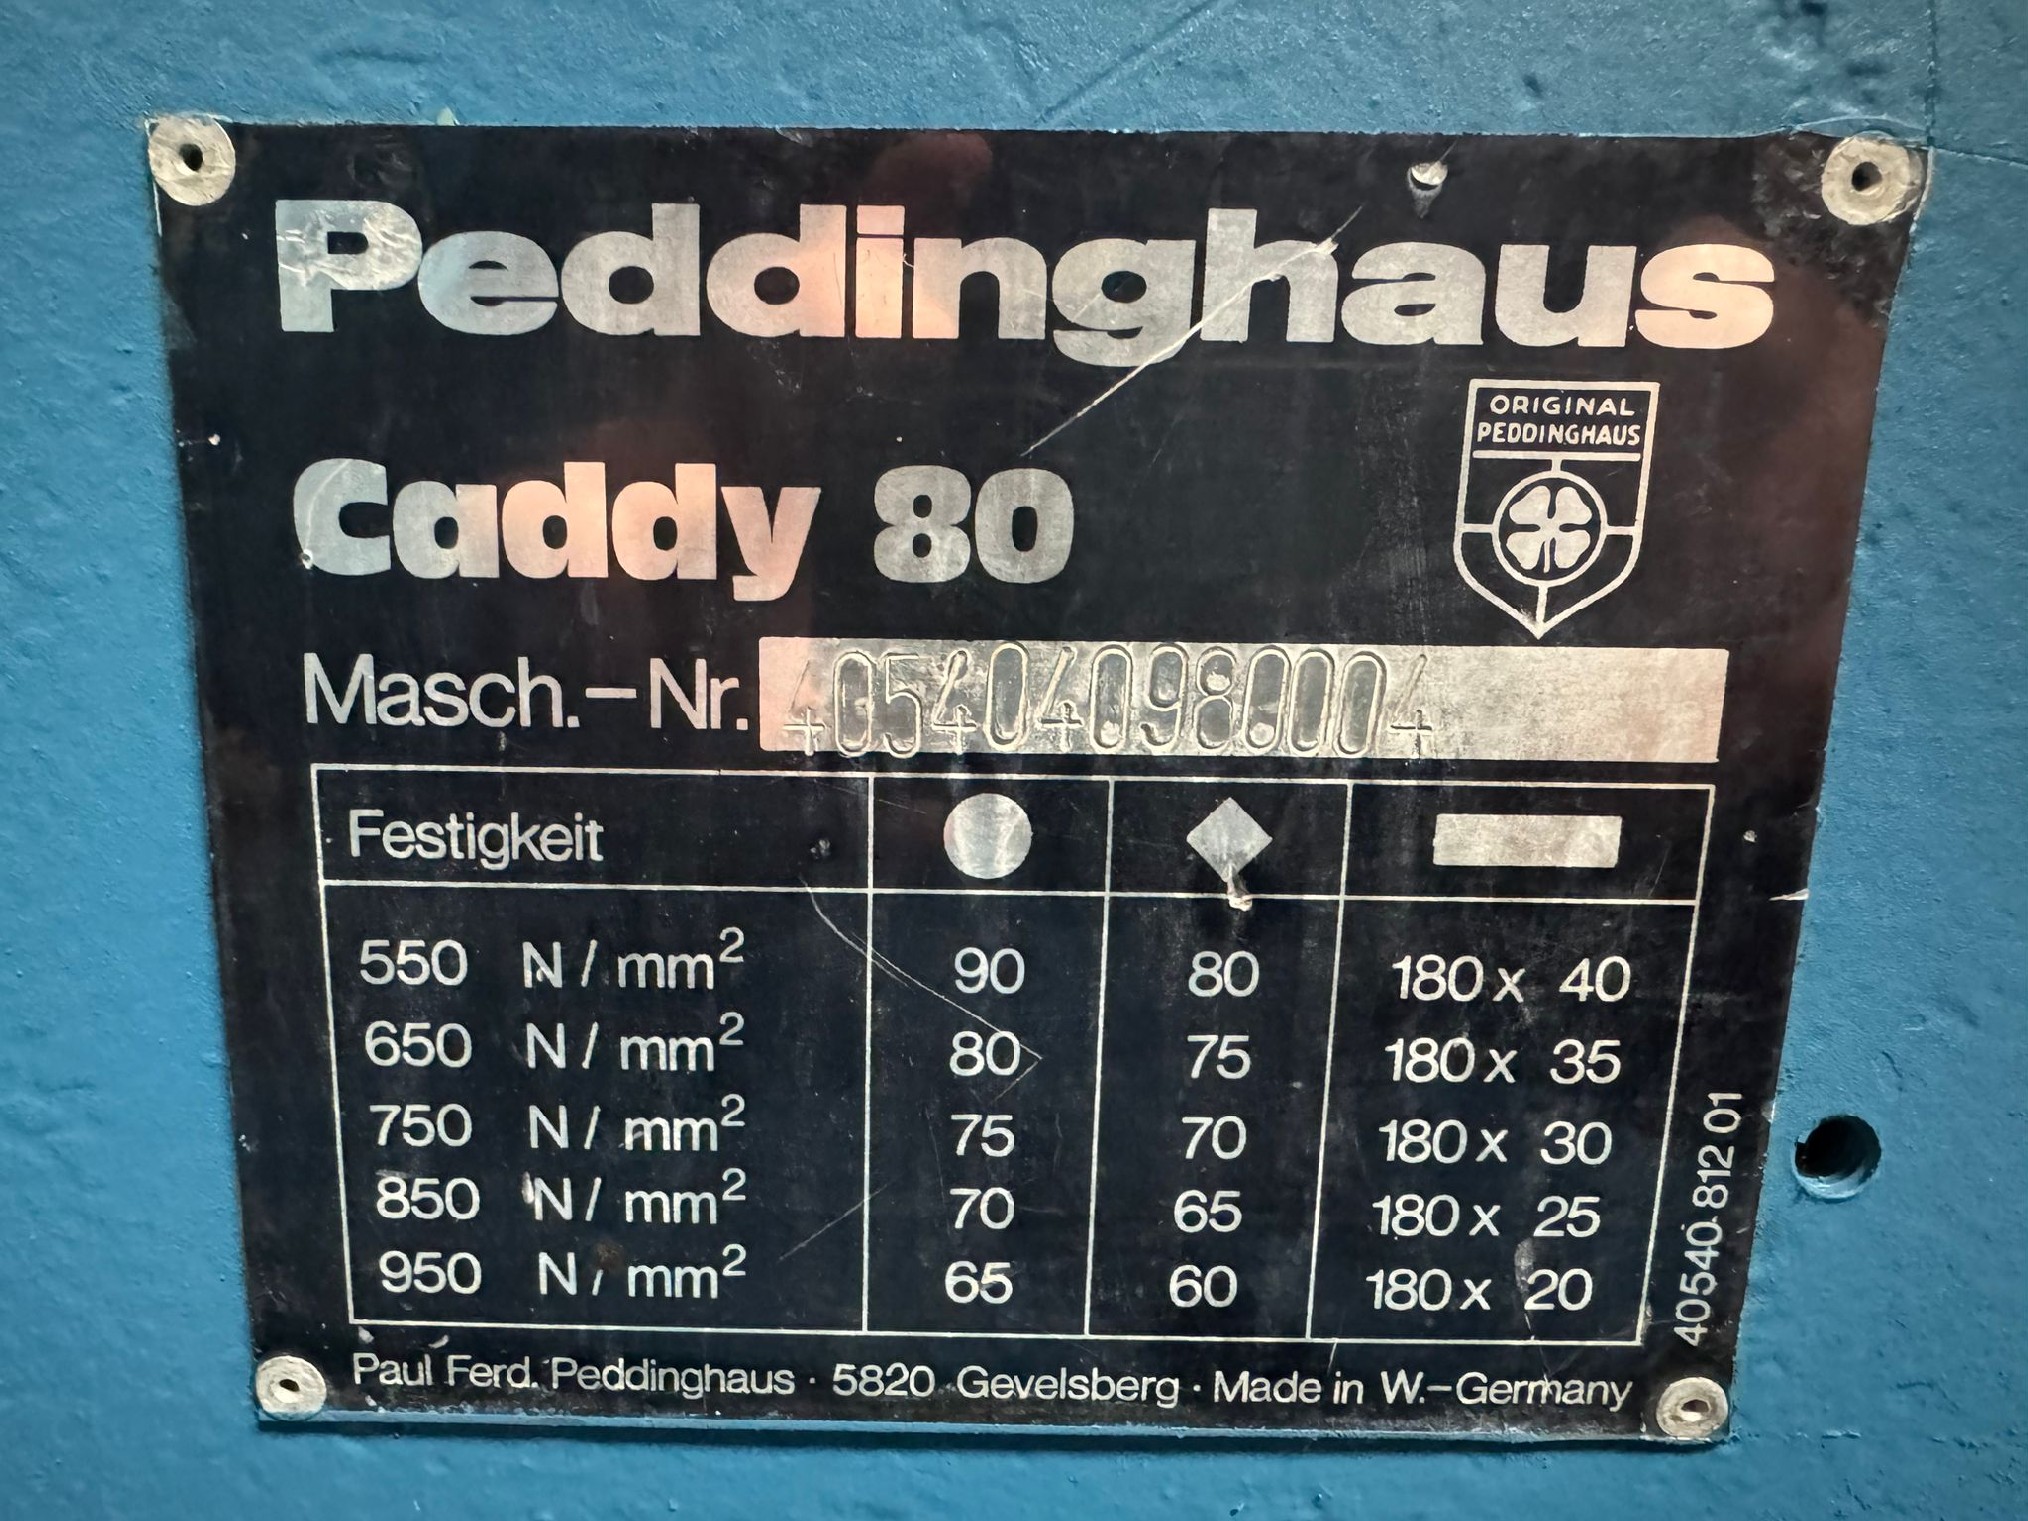 Peddinghaus
ORIGINAL
PEDDINGHAUS
Caddy 80
Masch.-Nr. 4054040980004
Festigkeit
550 N/mm² 90 80 180 x 40
650 N/mm² 80 75 180 x 35
750 N/mm² 75 70 180 x 30
850 N/mm² 70 65 180 x 25
950 N/mm² 65 60 180 x 20
40540.812 01
Paul Ferd. Peddinghaus · 5820 Gevelsberg · Made in W.-Germany